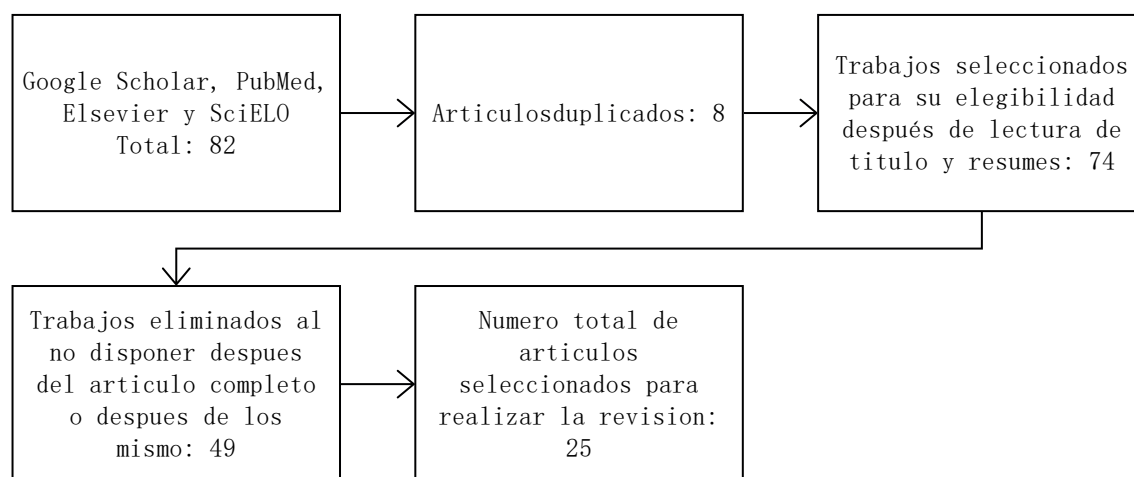 Google Scholar, PubMed,
Elsevier y SciELO
Total: 82
Articulosduplicados: 8
Trabajos seleccionados
para su elegibilidad
después de lectura de
titulo y resumes: 74
Trabajos eliminados al
no disponer despues
del articulo completo
o despues de los
mismo: 49
Numero total de
articulos
seleccionados para
realizar la revision:
25